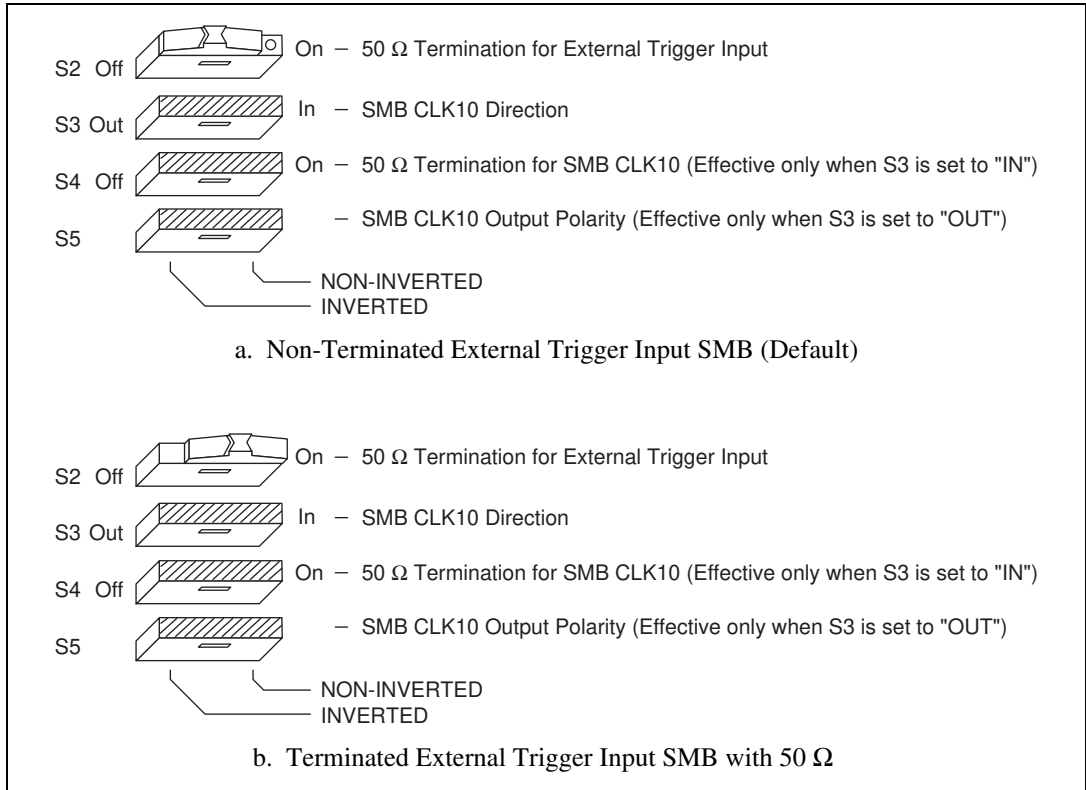 S2 Off On – 50 Ω Termination for External Trigger Input
S3 Out In – SMB CLK10 Direction
S4 Off On – 50 Ω Termination for SMB CLK10 (Effective only when S3 is set to "IN")
S5 – SMB CLK10 Output Polarity (Effective only when S3 is set to "OUT")
NON-INVERTED
INVERTED
a. Non-Terminated External Trigger Input SMB (Default)
S2 Off On – 50 Ω Termination for External Trigger Input
S3 Out In – SMB CLK10 Direction
S4 Off On – 50 Ω Termination for SMB CLK10 (Effective only when S3 is set to "IN")
S5 – SMB CLK10 Output Polarity (Effective only when S3 is set to "OUT")
NON-INVERTED
INVERTED
b. Terminated External Trigger Input SMB with 50 Ω